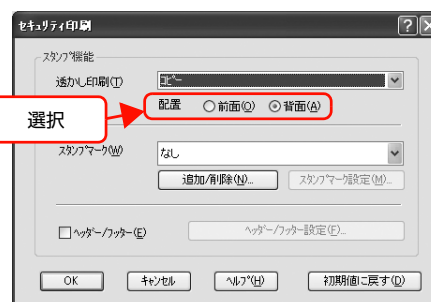 セキュリティ印刷
スタンプ機能
透かし印刷(T)
コピー
配置 前面(O) 背面(A)
選択
スタンプマーク(W)
なし
追加/削除(N)... スタンプマーク設定(M)...
ヘッダー/フッター(E) ヘッダー/フッター設定(F)...
OK キャンセル ヘルプ(H) 初期値に戻す(D)